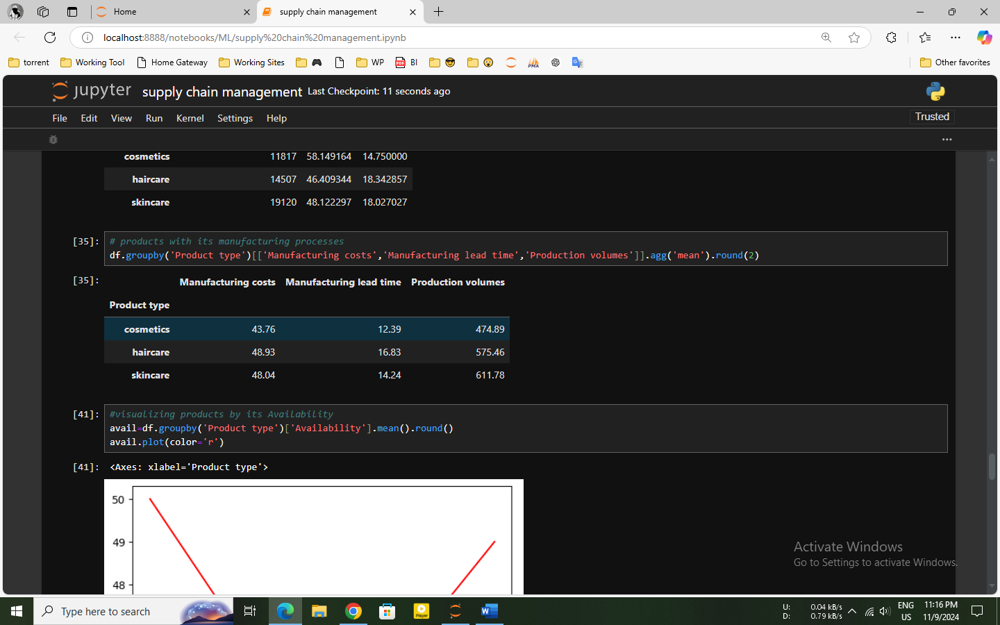 Home
supply chain management
localhost:8888/notebooks/ML/supply%20chain%20management.ipynb
torrent
Working Tool
Home Gateway
Working Sites
WP
BI
Other favorites
jupyter supply chain management Last Checkpoint: 11 seconds ago
File Edit View Run Kernel Settings Help
Trusted
cosmetics 11817 58.149164 14.750000
haircare 14507 46.409344 18.342857
skincare 19120 48.122297 18.027027
[35]: # products with its manufacturing processes
df.groupby('Product type')[['Manufacturing costs','Manufacturing lead time','Production volumes']].agg('mean').round(2)
[35]: Manufacturing costs Manufacturing lead time Production volumes
Product type
cosmetics 43.76 12.39 474.89
haircare 48.93 16.83 575.46
skincare 48.04 14.24 611.78
[41]: #visualizing products by its Availability
avail=df.groupby('Product type')['Availability'].mean().round()
avail.plot(color='r')
[41]: <Axes: xlabel='Product type'>
50
49
48
Activate Windows
Go to Settings to activate Windows.
Type here to search
U: 0.04 kB/s
D: 0.79 kB/s
ENG
US
11:16 PM
11/9/2024